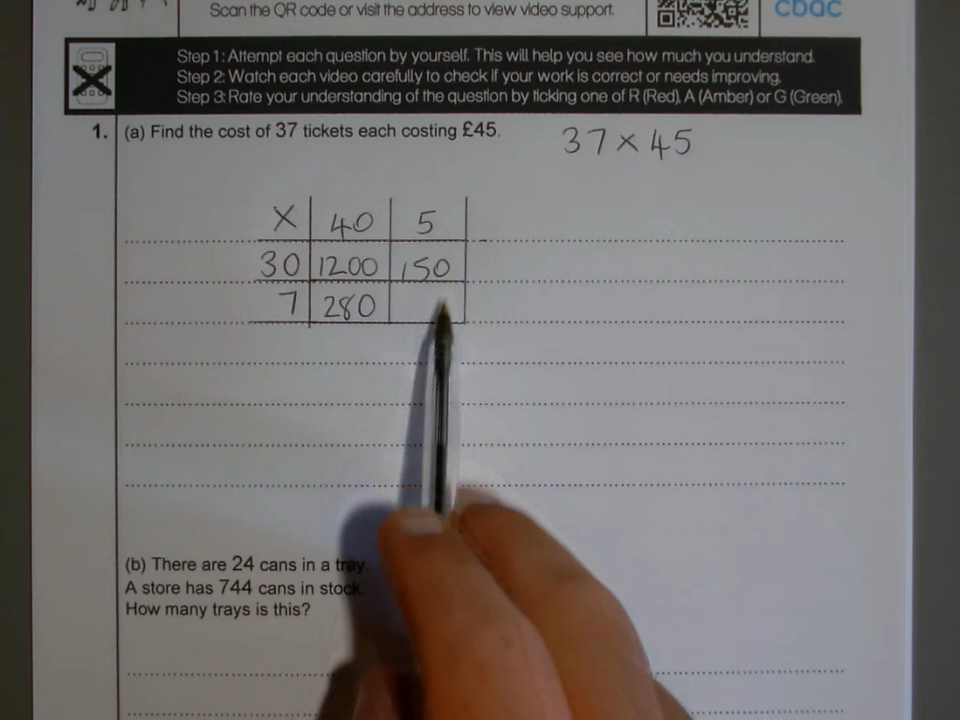 Scan the QR code or visit the address to view video support.
cbac
Step 1: Attempt each question by yourself. This will help you see how much you understand.
Step 2: Watch each video carefully to check if your work is correct or needs improving.
Step 3: Rate your understanding of the question by ticking one of R (Red), A (Amber) or G (Green).
1. (a) Find the cost of 37 tickets each costing £45.
37 × 45
× 40 5
30 1200 150
7 280
(b) There are 24 cans in a tray.
A store has 744 cans in stock.
How many trays is this?